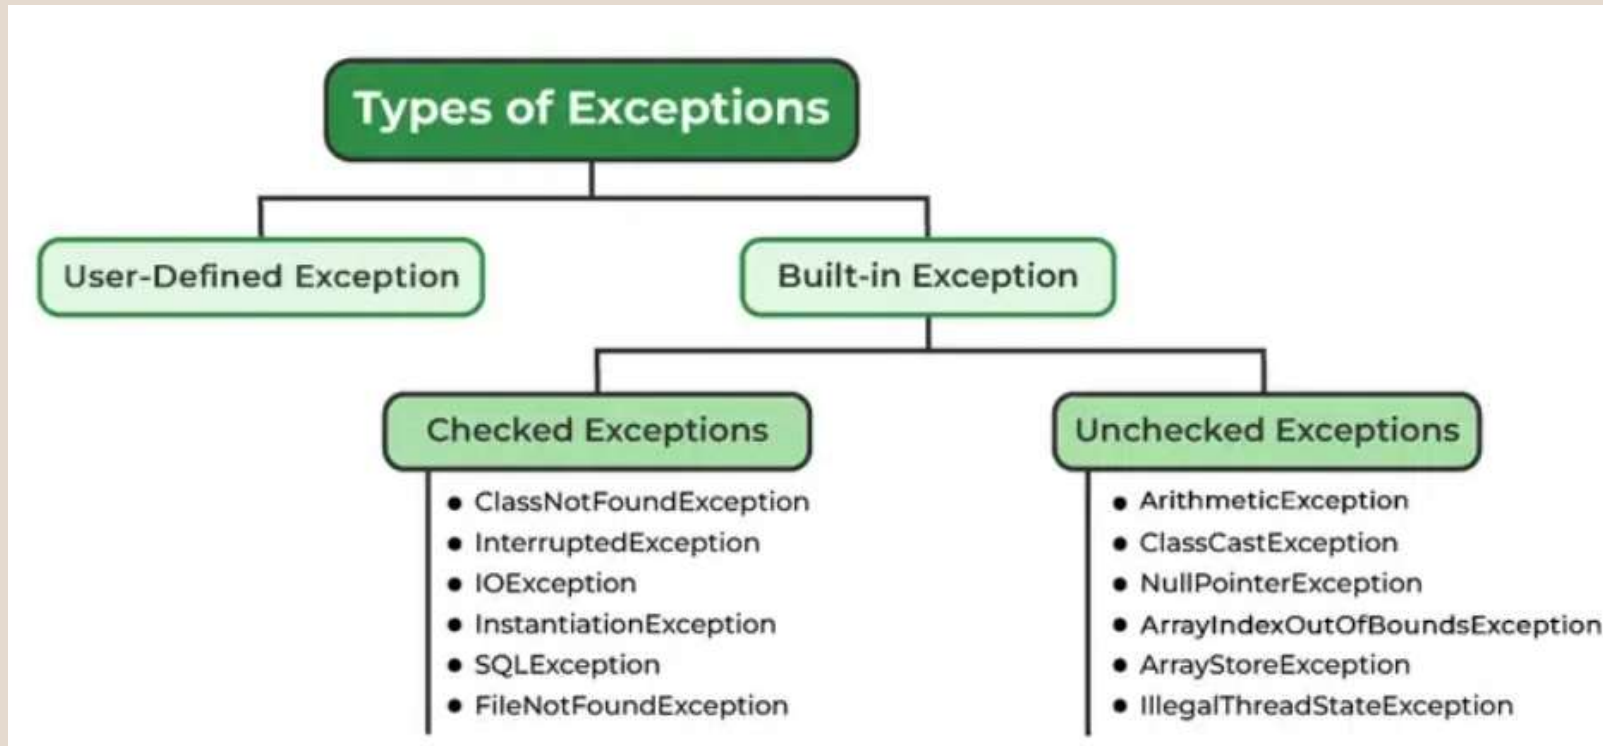 Types of Exceptions
User-Defined Exception
Built-in Exception
Checked Exceptions
• ClassNotFoundException
• InterruptedException
• IOException
• InstantiationException
• SQLException
• FileNotFoundException
Unchecked Exceptions
• ArithmeticException
• ClassCastException
• NullPointerException
• ArrayIndexOutOfBoundsException
• ArrayStoreException
• IllegalThreadStateException